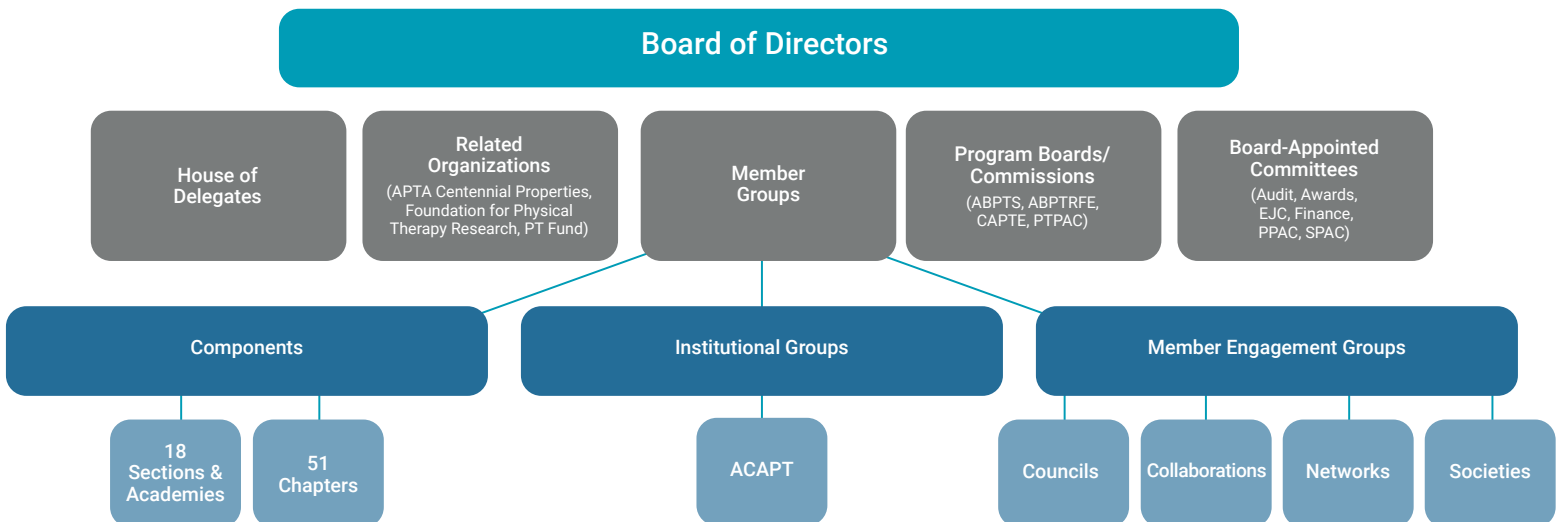 Board of Directors
House of
Delegates
Related
Organizations
(APTA Centennial Properties,
Foundation for Physical
Therapy Research, PT Fund)
Member
Groups
Program Boards/
Commissions
(ABPTS, ABPTRFE,
CAPTE, PTPAC)
Board-Appointed
Committees
(Audit, Awards,
EJC, Finance,
PPAC, SPAC)
Components
Institutional Groups
Member Engagement Groups
18
Sections &
Academies
51
Chapters
ACAPT
Councils
Collaborations
Networks
Societies